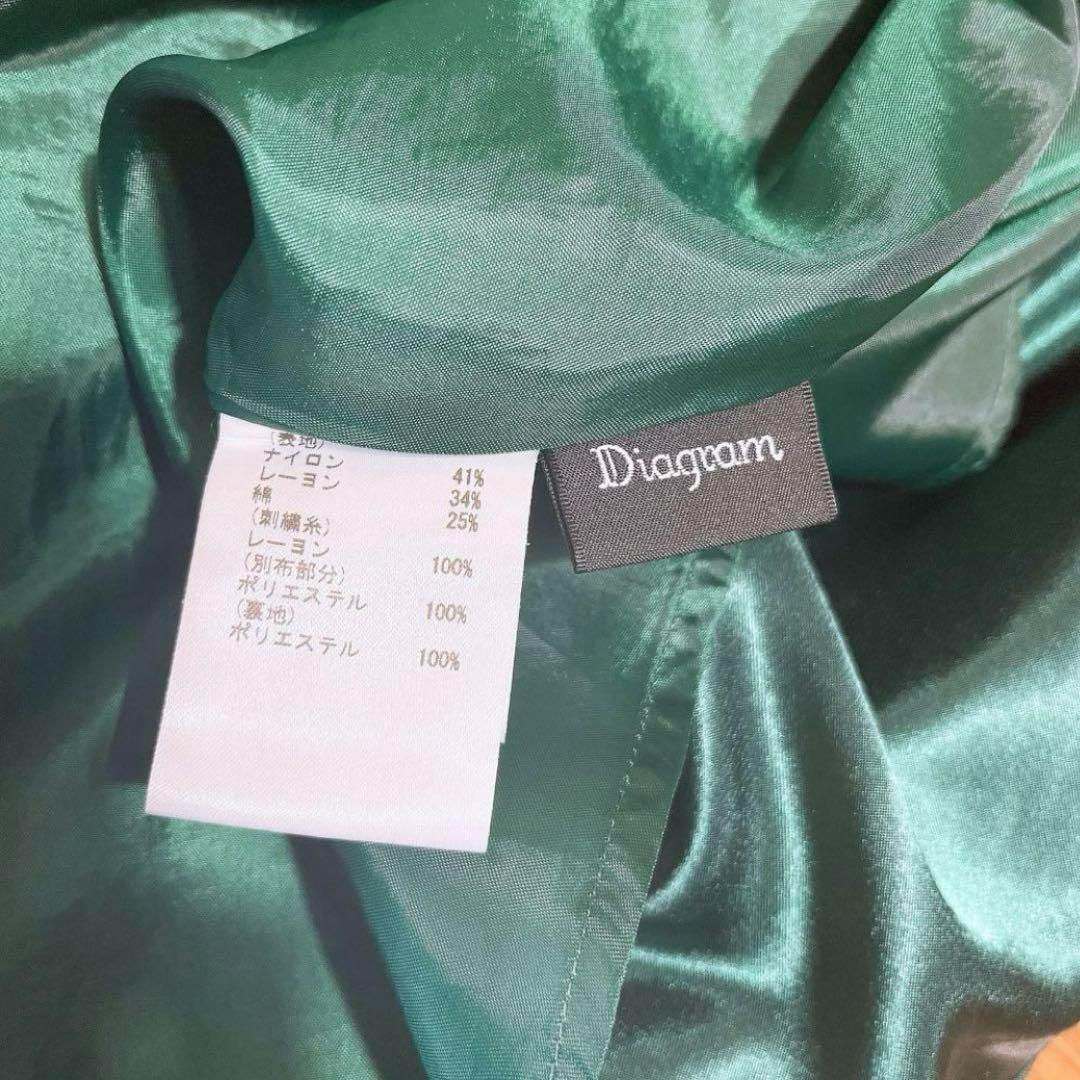 (表地)
ナイロン 41%
レーヨン 34%
綿 25%
(刺繍糸)
レーヨン 100%
(別布部分)
ポリエステル 100%
(裏地)
ポリエステル 100%
Diagram